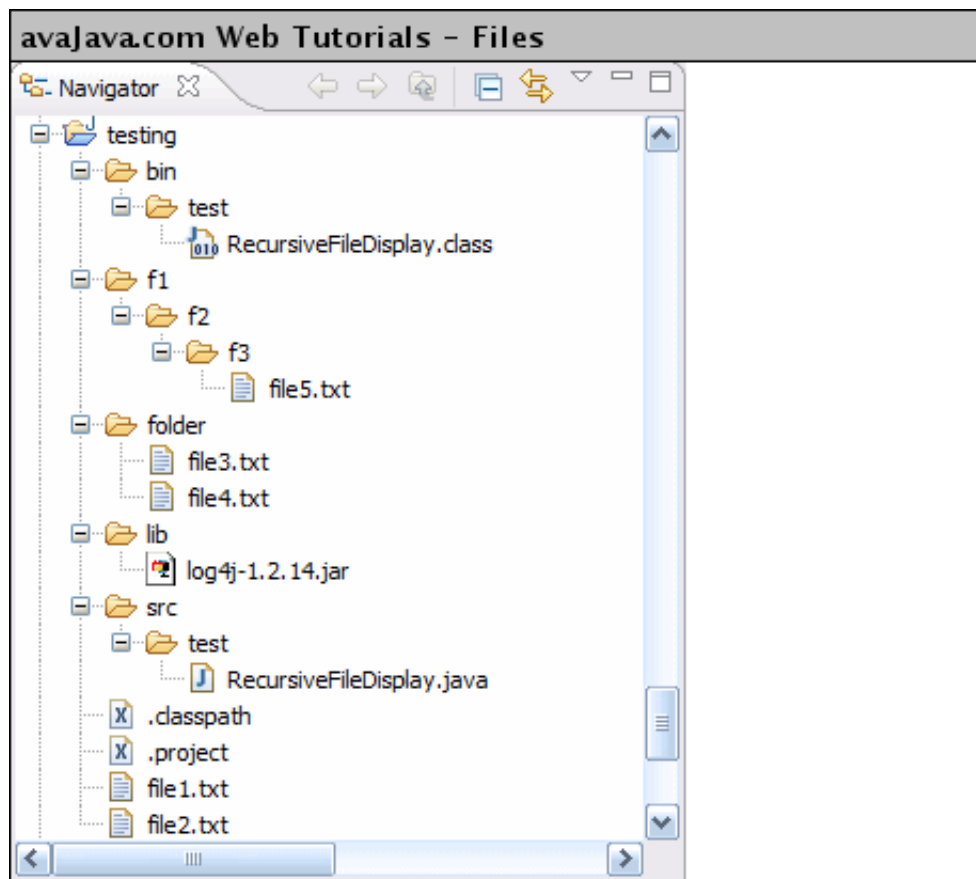 avaJava.com Web Tutorials - Files
Navigator
testing
bin
test
RecursiveFileDisplay.class
f1
f2
f3
file5.txt
folder
file3.txt
file4.txt
lib
log4j-1.2.14.jar
src
test
RecursiveFileDisplay.java
.classpath
.project
file1.txt
file2.txt